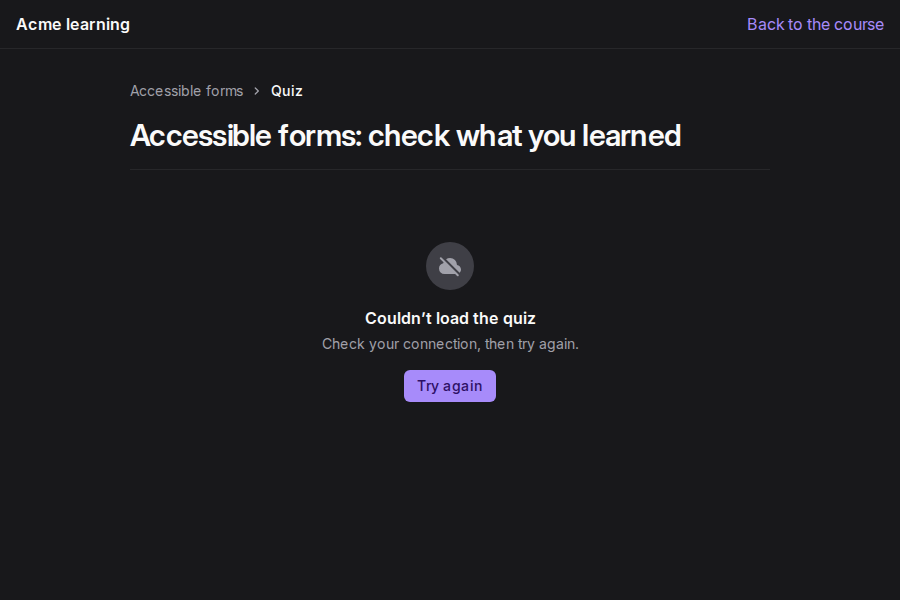 Acme learning
Back to the course
Accessible forms > Quiz
Accessible forms: check what you learned
Couldn’t load the quiz
Check your connection, then try again.
Try again